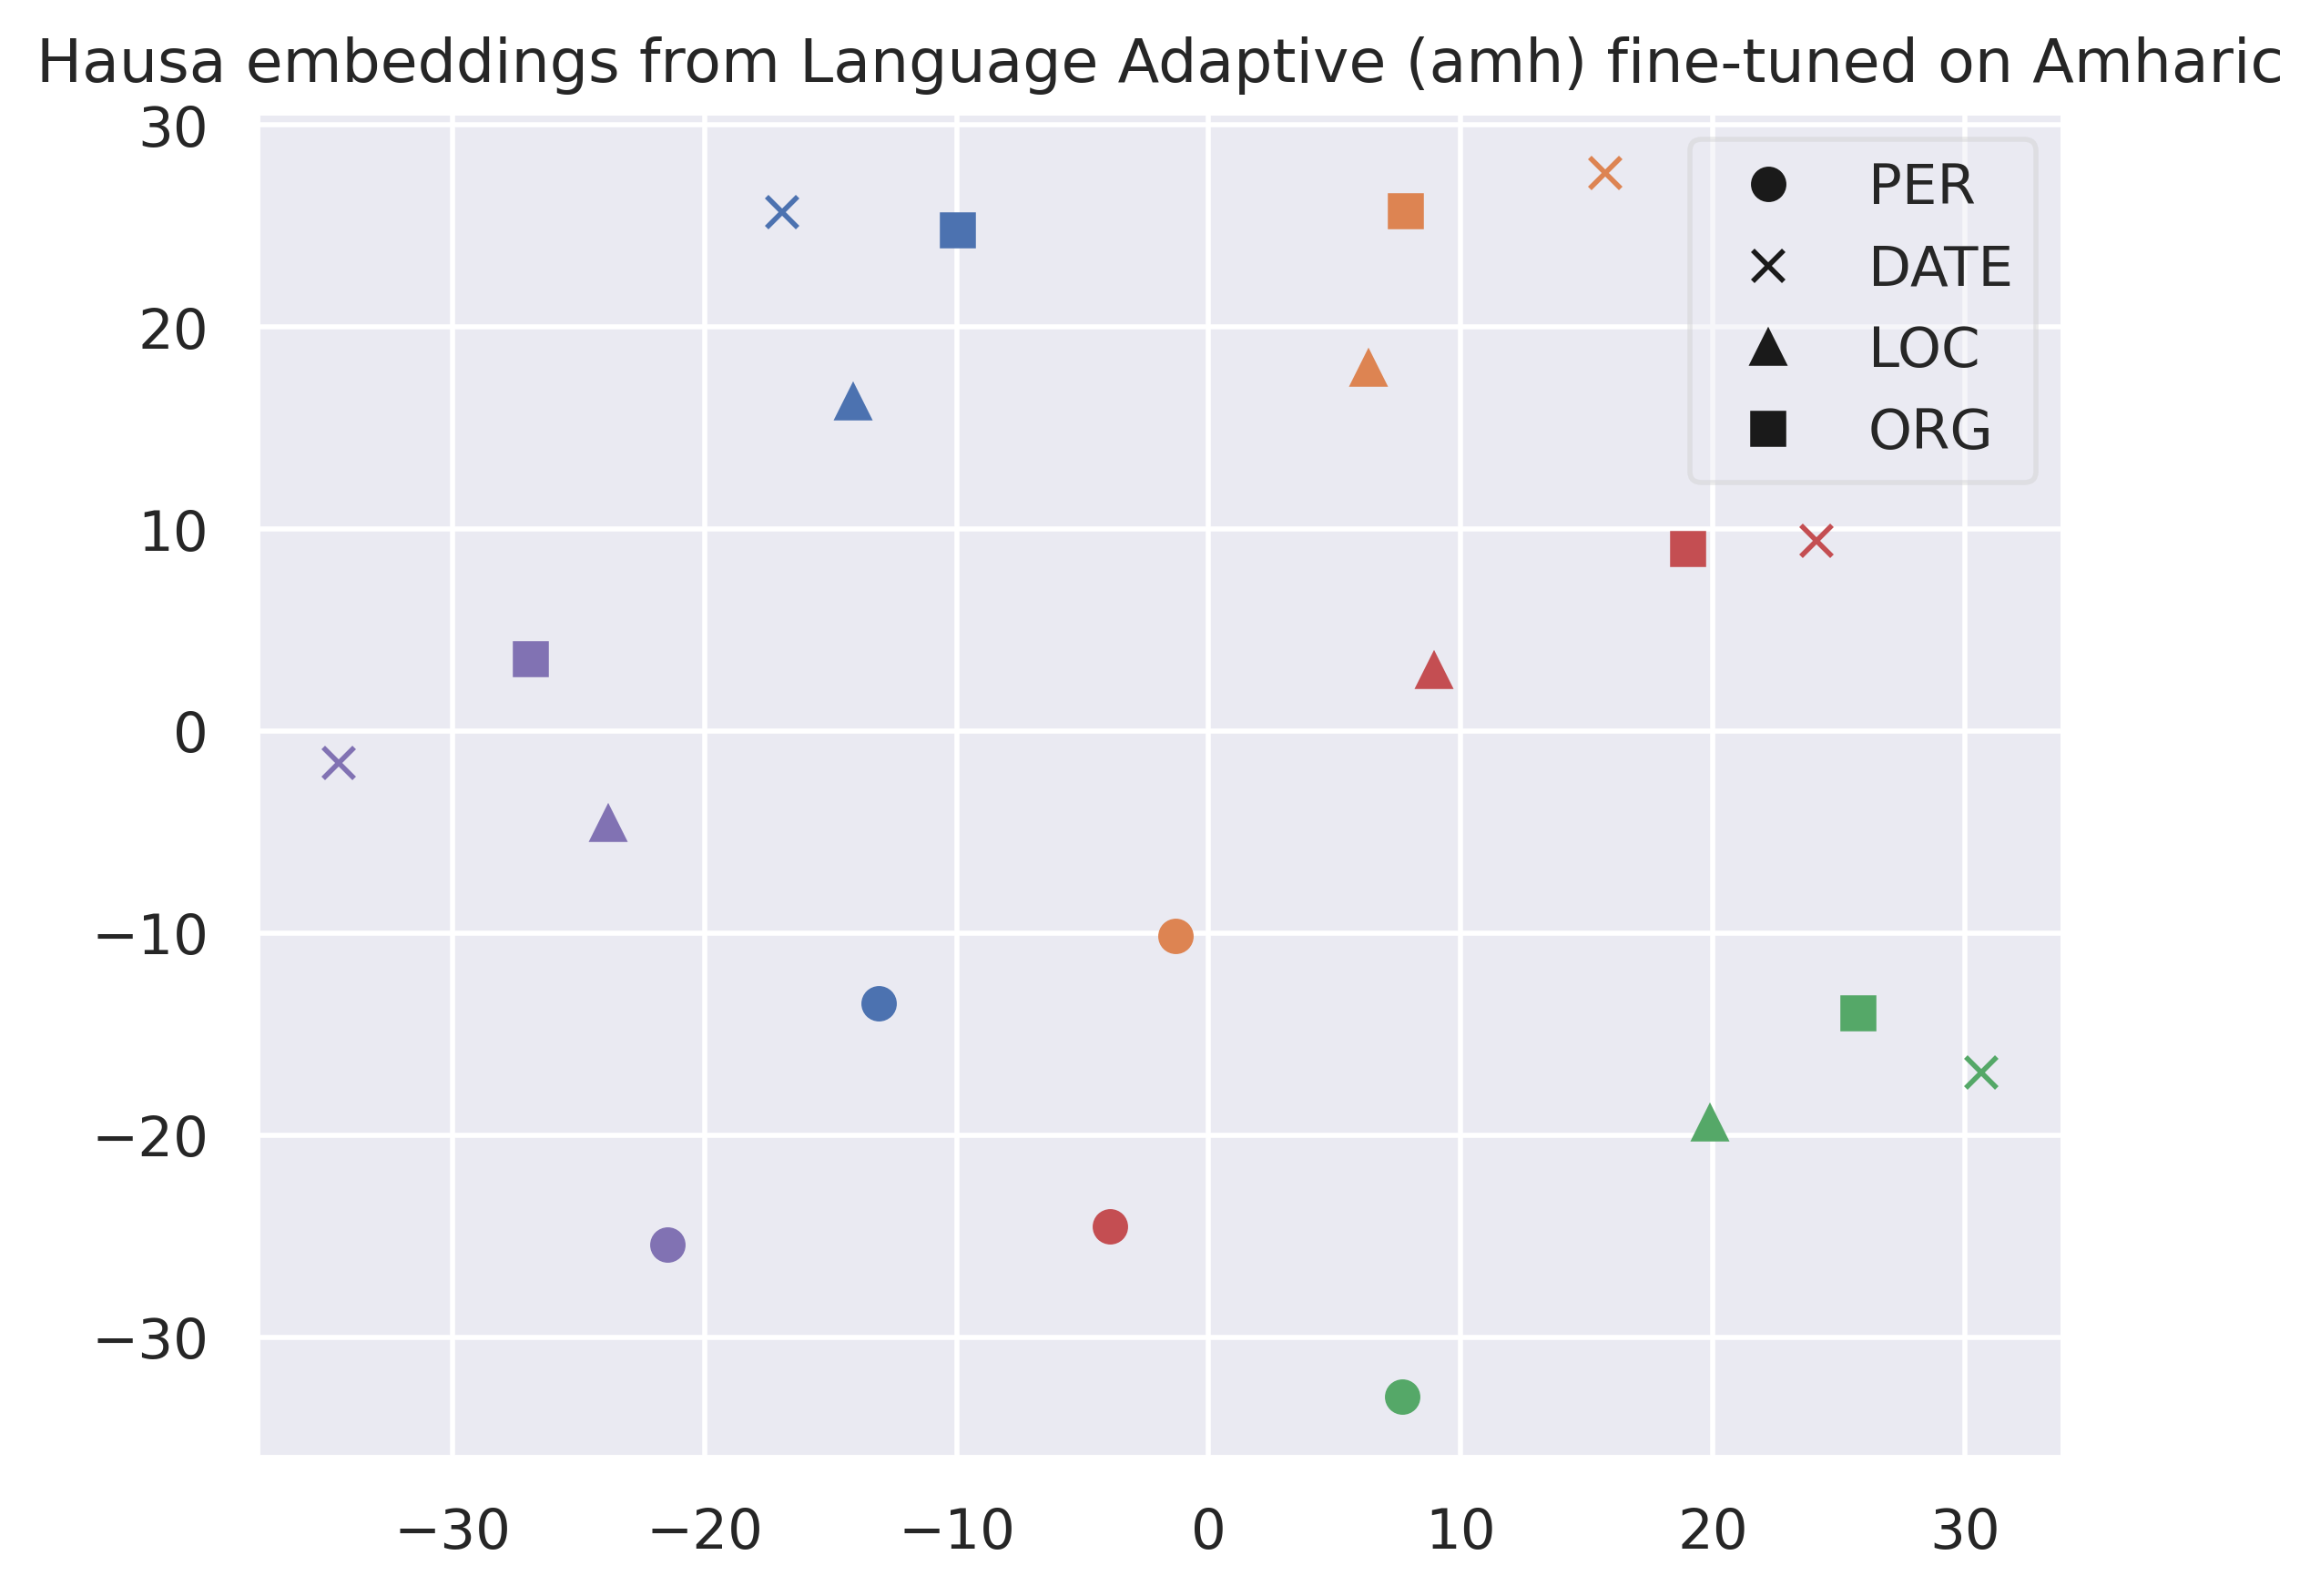 Hausa embeddings from Language Adaptive (amh) fine-tuned on Amharic
30
20
10
0
−10
−20
−30
−30 −20 −10 0 10 20 30
PER
DATE
LOC
ORG